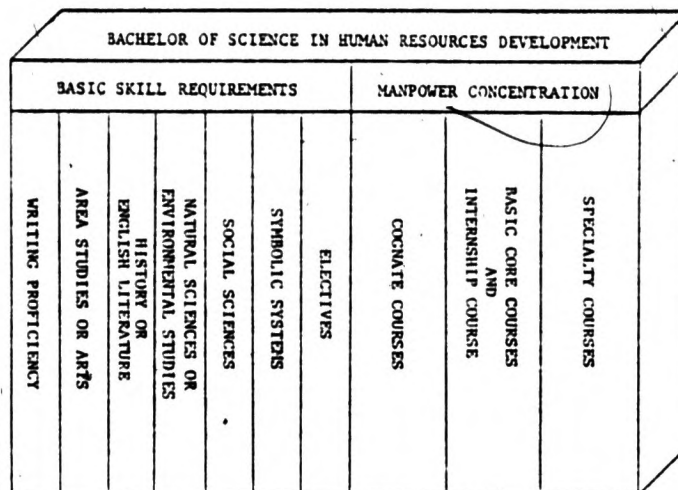 BACHELOR OF SCIENCE IN HUMAN RESOURCES DEVELOPMENT
BASIC SKILL REQUIREMENTS
MANPOWER CONCENTRATION
WRITING PROFICIENCY
AREA STUDIES OR ARTS
HISTORY OR
ENGLISH LITERATURE
NATURAL SCIENCES OR
ENVIRONMENTAL STUDIES
SOCIAL SCIENCES
SYMBOLIC SYSTEMS
ELECTIVES
COGNATE COURSES
BASIC CORE COURSES
AND
INTERNSHIP COURSE
SPECIALTY COURSES